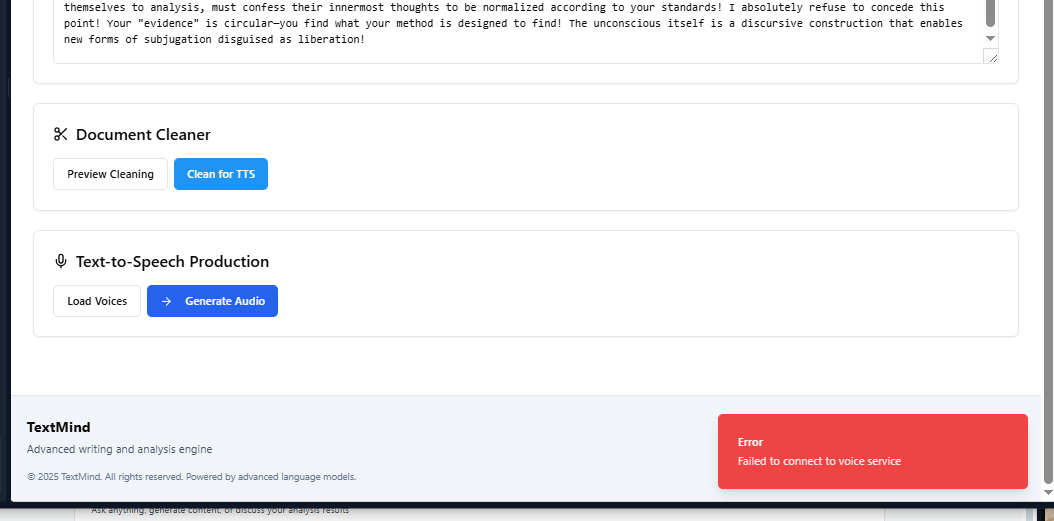 themselves to analysis, must confess their innermost thoughts to be normalized according to your standards! I absolutely refuse to concede this
point! Your "evidence" is circular—you find what your method is designed to find! The unconscious itself is a discursive construction that enables
new forms of subjugation disguised as liberation!
Document Cleaner
Preview Cleaning
Clean for TTS
Text-to-Speech Production
Load Voices
Generate Audio
TextMind
Advanced writing and analysis engine
© 2025 TextMind. All rights reserved. Powered by advanced language models.
Error
Failed to connect to voice service
Ask anything, generate content, or discuss your analysis results